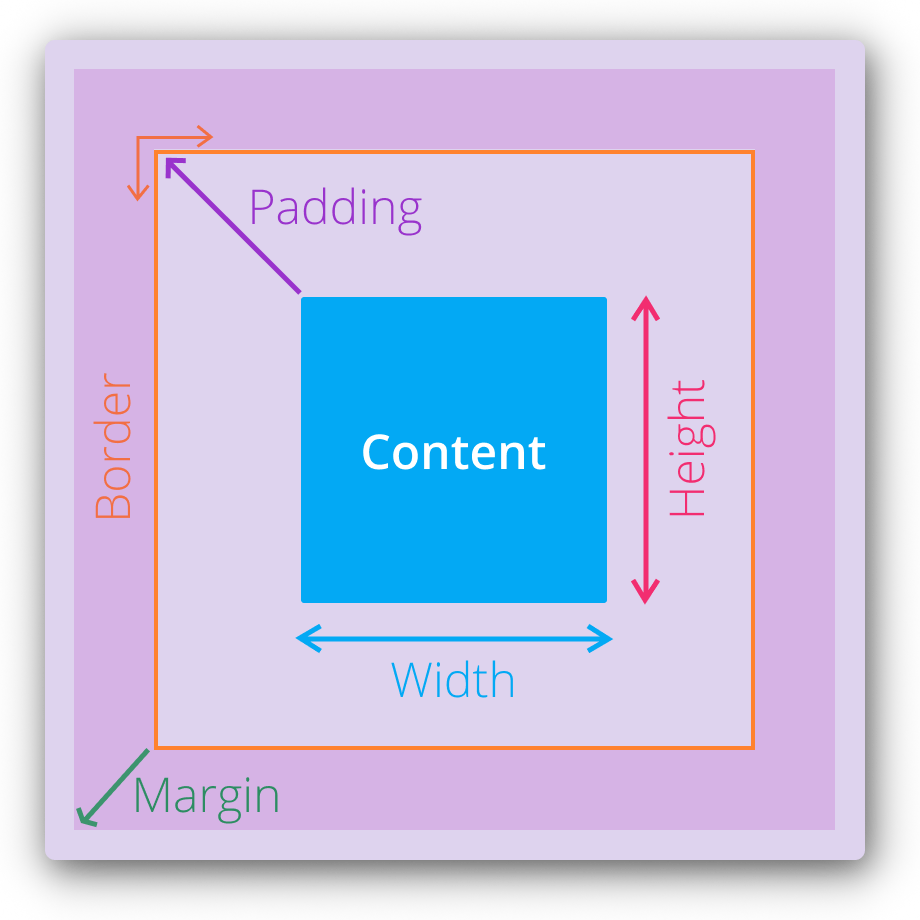 Padding
Border
Content
Height
Width
Margin